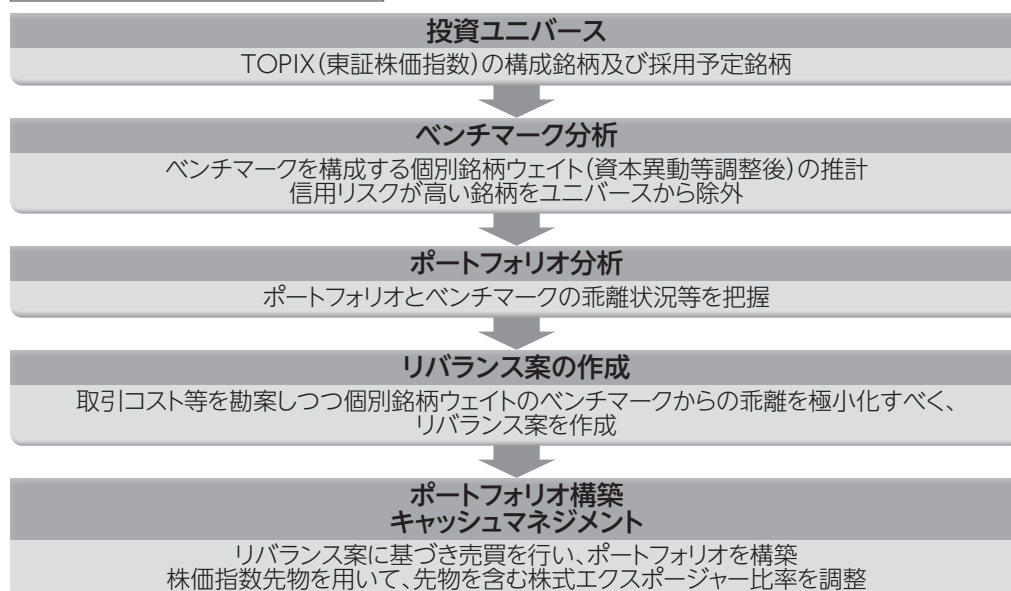 投資ユニバース
TOPIX(東証株価指数)の構成銘柄及び採用予定銘柄
ベンチマーク分析
ベンチマークを構成する個別銘柄ウェイト(資本異動等調整後)の推計
信用リスクが高い銘柄をユニバースから除外
ポートフォリオ分析
ポートフォリオとベンチマークの乖離状況等を把握
リバランス案の作成
取引コスト等を勘案しつつ個別銘柄ウェイトのベンチマークからの乖離を極小化すべく、
リバランス案を作成
ポートフォリオ構築
キャッシュマネジメント
リバランス案に基づき売買を行い、ポートフォリオを構築
株価指数先物を用いて、先物を含む株式エクスポージャー比率を調整